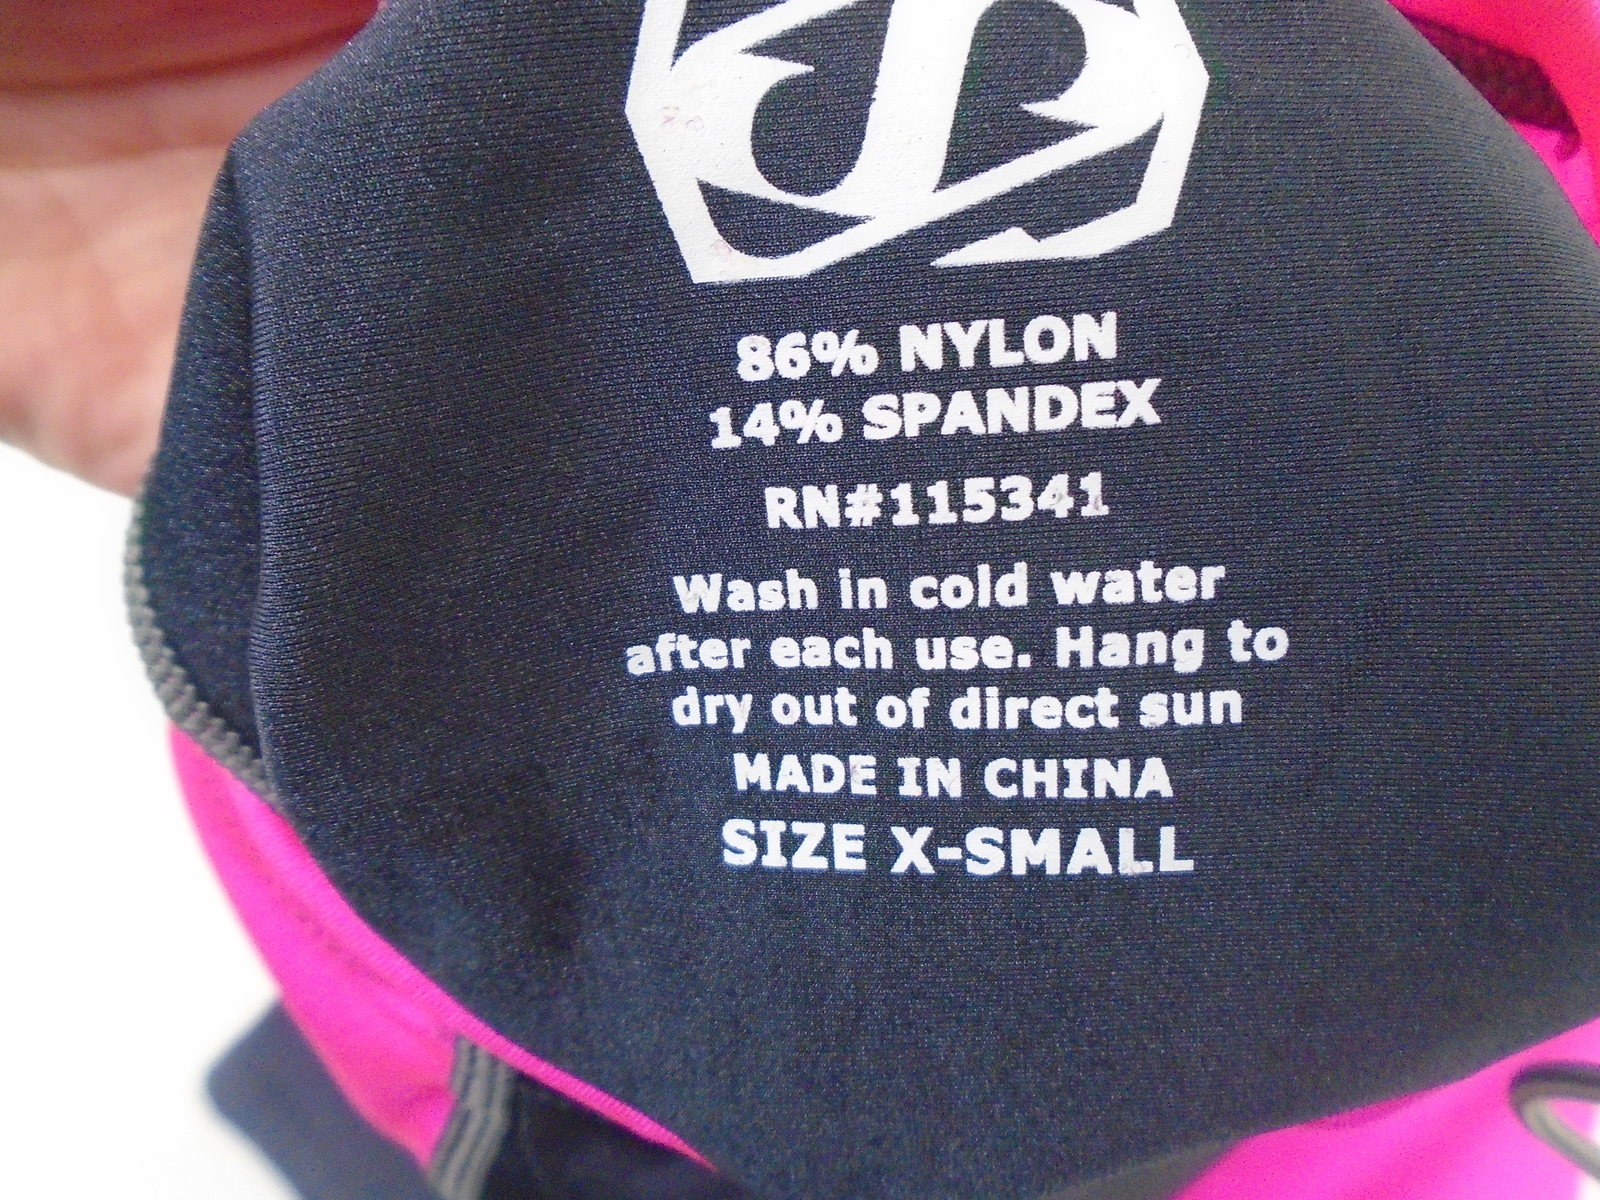 86% NYLON
14% SPANDEX
RN#115341
Wash in cold water
after each use. Hang to
dry out of direct sun
MADE IN CHINA
SIZE X-SMALL